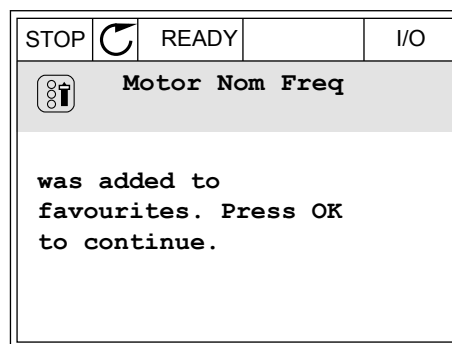 STOP READY I/O
Motor Nom Freq
was added to
favourites. Press OK
to continue.